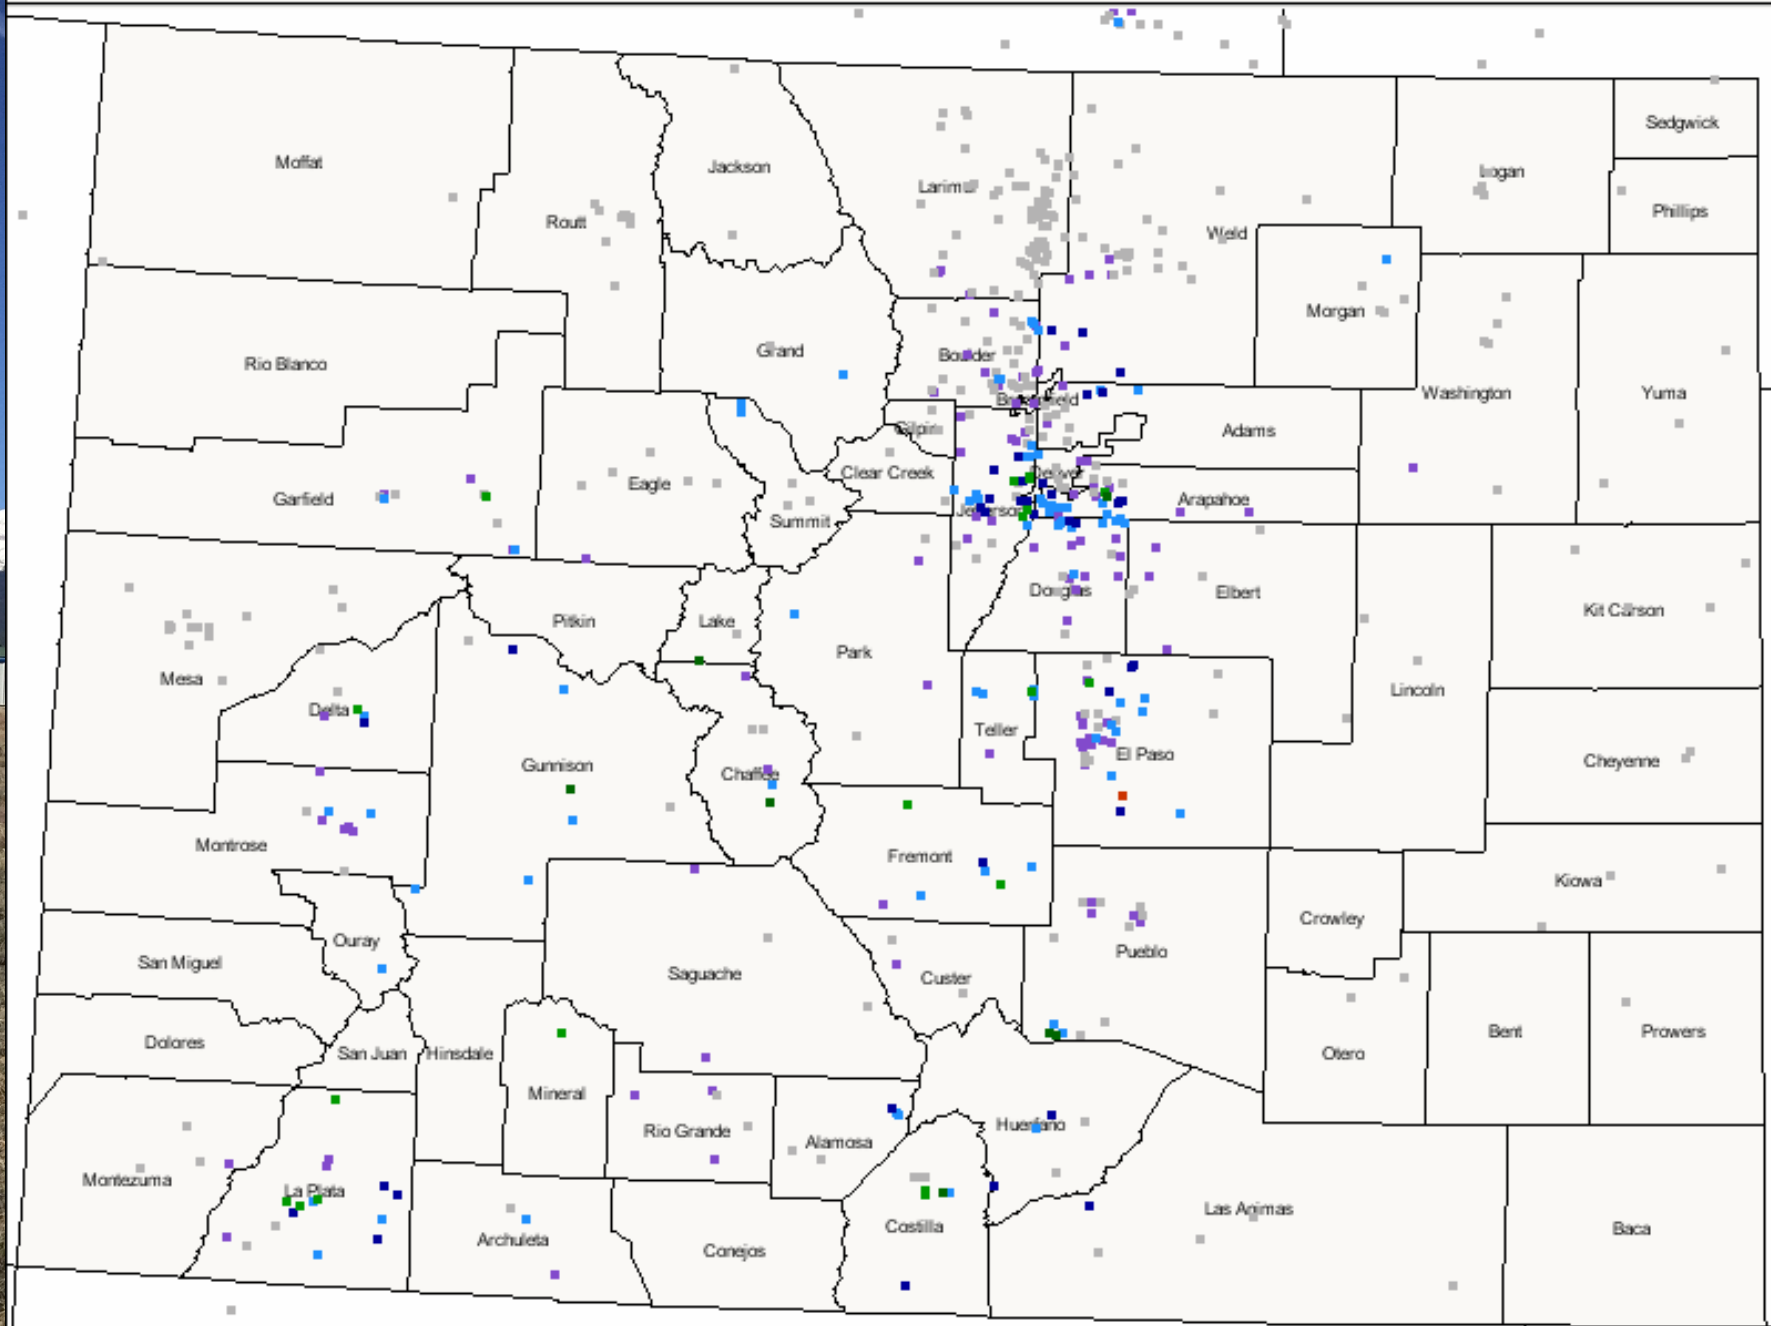 Sedgwick
Moffat
Jackson
Logan
Larimer
Phillips
Routt
Weld
Morgan
Grand
Boulder
Rio Blanco
Washington
Yuma
Broomfield
Gilpin
Adams
Clear Creek
Denver
Eagle
Garfield
Arapahoe
Jefferson
Summit
Douglas
Elbert
Kit Carson
Pitkin
Lake
Park
Mesa
Lincoln
Delta
Teller
El Paso
Cheyenne
Gunnison
Chaffee
Montrose
Fremont
Kiowa
Crowley
Ouray
Pueblo
San Miguel
Saguache
Custer
Dolores
San Juan
Hinsdale
Otero
Bent
Prowers
Mineral
Rio Grande
Alamosa
Huerfano
Montezuma
La Plata
Las Animas
Costilla
Baca
Archuleta
Conejos